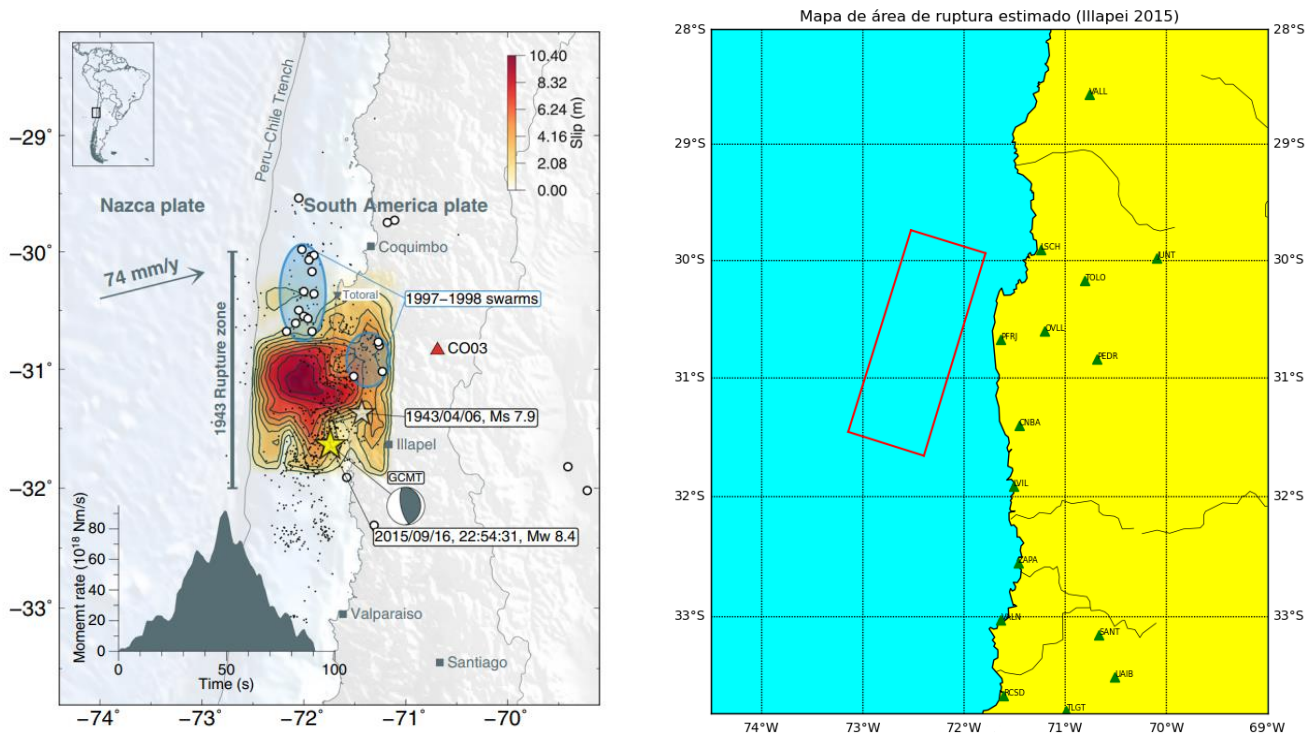 10.40
8.32
6.24
4.16
2.08
0.00
Slip (m)
Peru−Chile Trench
−29
Nazca plate
South America plate
−30
Coquimbo
74 mm/y
Totoral
1997−1998 swarms
1943 Rupture zone
CO03
−31
1943/04/06, Ms 7.9
Illapel
GCMT
−32
2015/09/16, 22:54:31, Mw 8.4
Momemt rate (10¹⁸ Nm/s)
80
60
40
20
0
−33
Valparaiso
Santiago
0 50 100
Time (s)
−74 −73 −72 −71 −70
Mapa de área de ruptura estimado (Illapei 2015)
28°S 28°S
VALL
29°S 29°S
LSCH
30°S JNT 30°S
TOLO
OVLL
PFRJ
PEDR
31°S 31°S
CNBA
LVIL
32°S 32°S
ZAPA
33°S VALN 33°S
SANT
UAIB
RCSD
TLGT
74°W 73°W 72°W 71°W 70°W 69°W